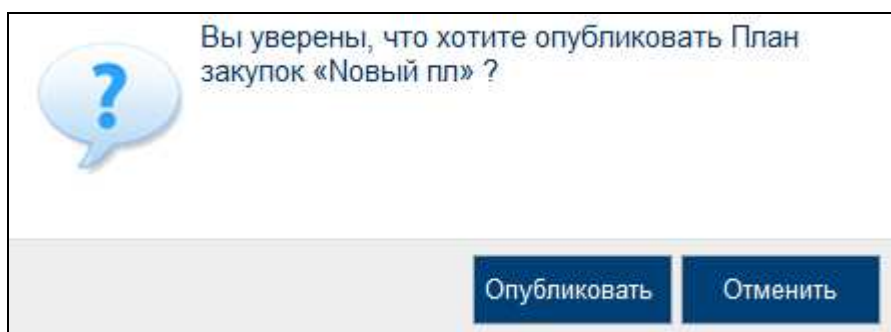 Вы уверены, что хотите опубликовать План
закупок «Nовый пл» ?
Опубликовать
Отменить